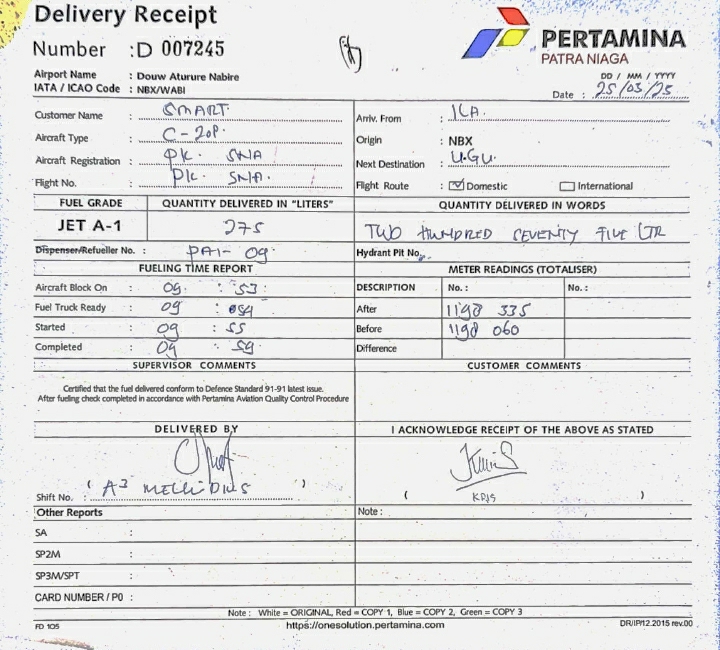 Delivery Receipt
Number : D 007245
PERTAMINA
PATRA NIAGA
Airport Name : Douw Aturure Nabire
IATA / ICAO Code : NBX/WABI
DD / MM / YYYY
Date : 25/03/25
Customer Name : SMART
Arriv. From : ILA.
Aircraft Type : C-208.
Origin : NBX
Aircraft Registration : PK. SNA
Next Destination : UGU.
Flight No. : PK. SNA.
Flight Route : Domestic International
FUEL GRADE QUANTITY DELIVERED IN "LITERS" QUANTITY DELIVERED IN WORDS
JET A-1 275 TWO HUNDRED SEVENTY FIVE LTR
Dispenser/Refueller No. : PA1- 09.
Hydrant Pit No.
FUELING TIME REPORT METER READINGS (TOTALISER)
Aircraft Block On 09 : 53
DESCRIPTION No. : No. :
Fuel Truck Ready 09 : 54
After 1198 335
Started 09 : 55
Before 1198 060
Completed 09 : 59
Difference
SUPERVISOR COMMENTS CUSTOMER COMMENTS
Certified that the fuel delivered conform to Defence Standard 91-91 latest issue.
After fueling check completed in accordance with Pertamina Aviation Quality Control Procedure
DELIVERED BY I ACKNOWLEDGE RECEIPT OF THE ABOVE AS STATED
Shift No. ( )
( KRIS )
Other Reports Note :
SA :
SP2M :
SP3M/SPT :
CARD NUMBER / PO :
Note : White = ORIGINAL, Red = COPY 1, Blue = COPY 2, Green = COPY 3
FD 105 https://onesolution.pertamina.com DR/IP/12.2015 rev.00